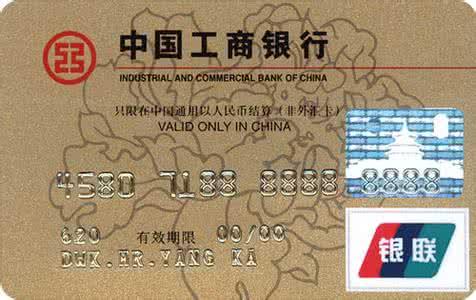 中国工商银行
INDUSTRIAL AND COMMERCIAL BANK OF CHINA
只限在中国通用以人民币结算(非外汇卡)
VALID ONLY IN CHINA
4580 7188 8888 8888
620 有效期限 00/00
DWK.MR.YANG KA
银联